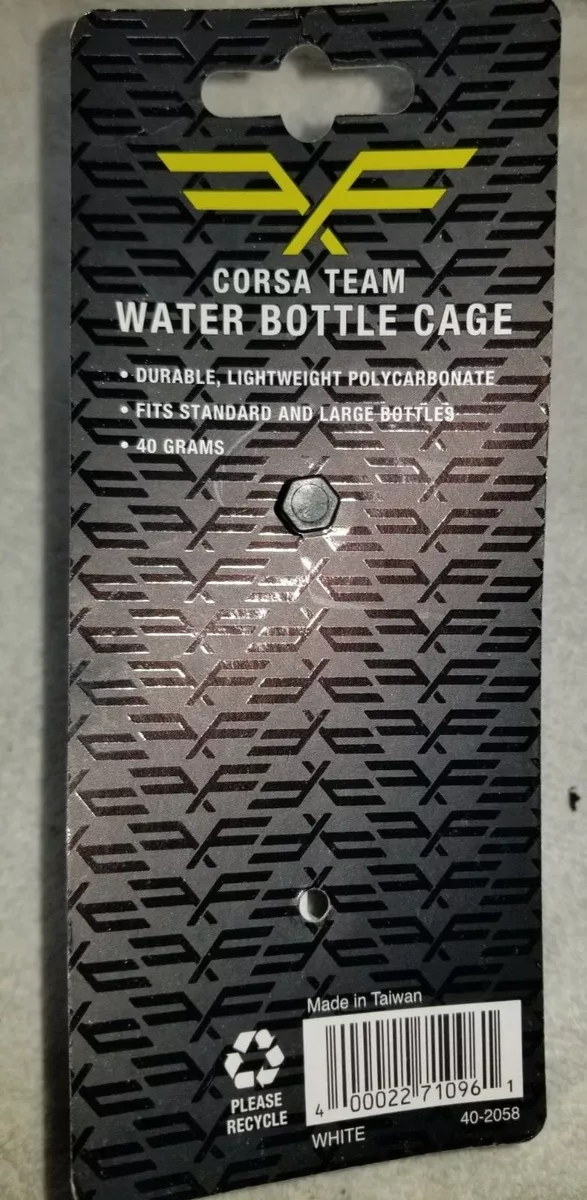 CORSA TEAM
WATER BOTTLE CAGE
• DURABLE, LIGHTWEIGHT POLYCARBONATE
• FITS STANDARD AND LARGE BOTTLES
• 40 GRAMS
Made in Taiwan
PLEASE
RECYCLE
4 00022 71096 1
WHITE
40-2058